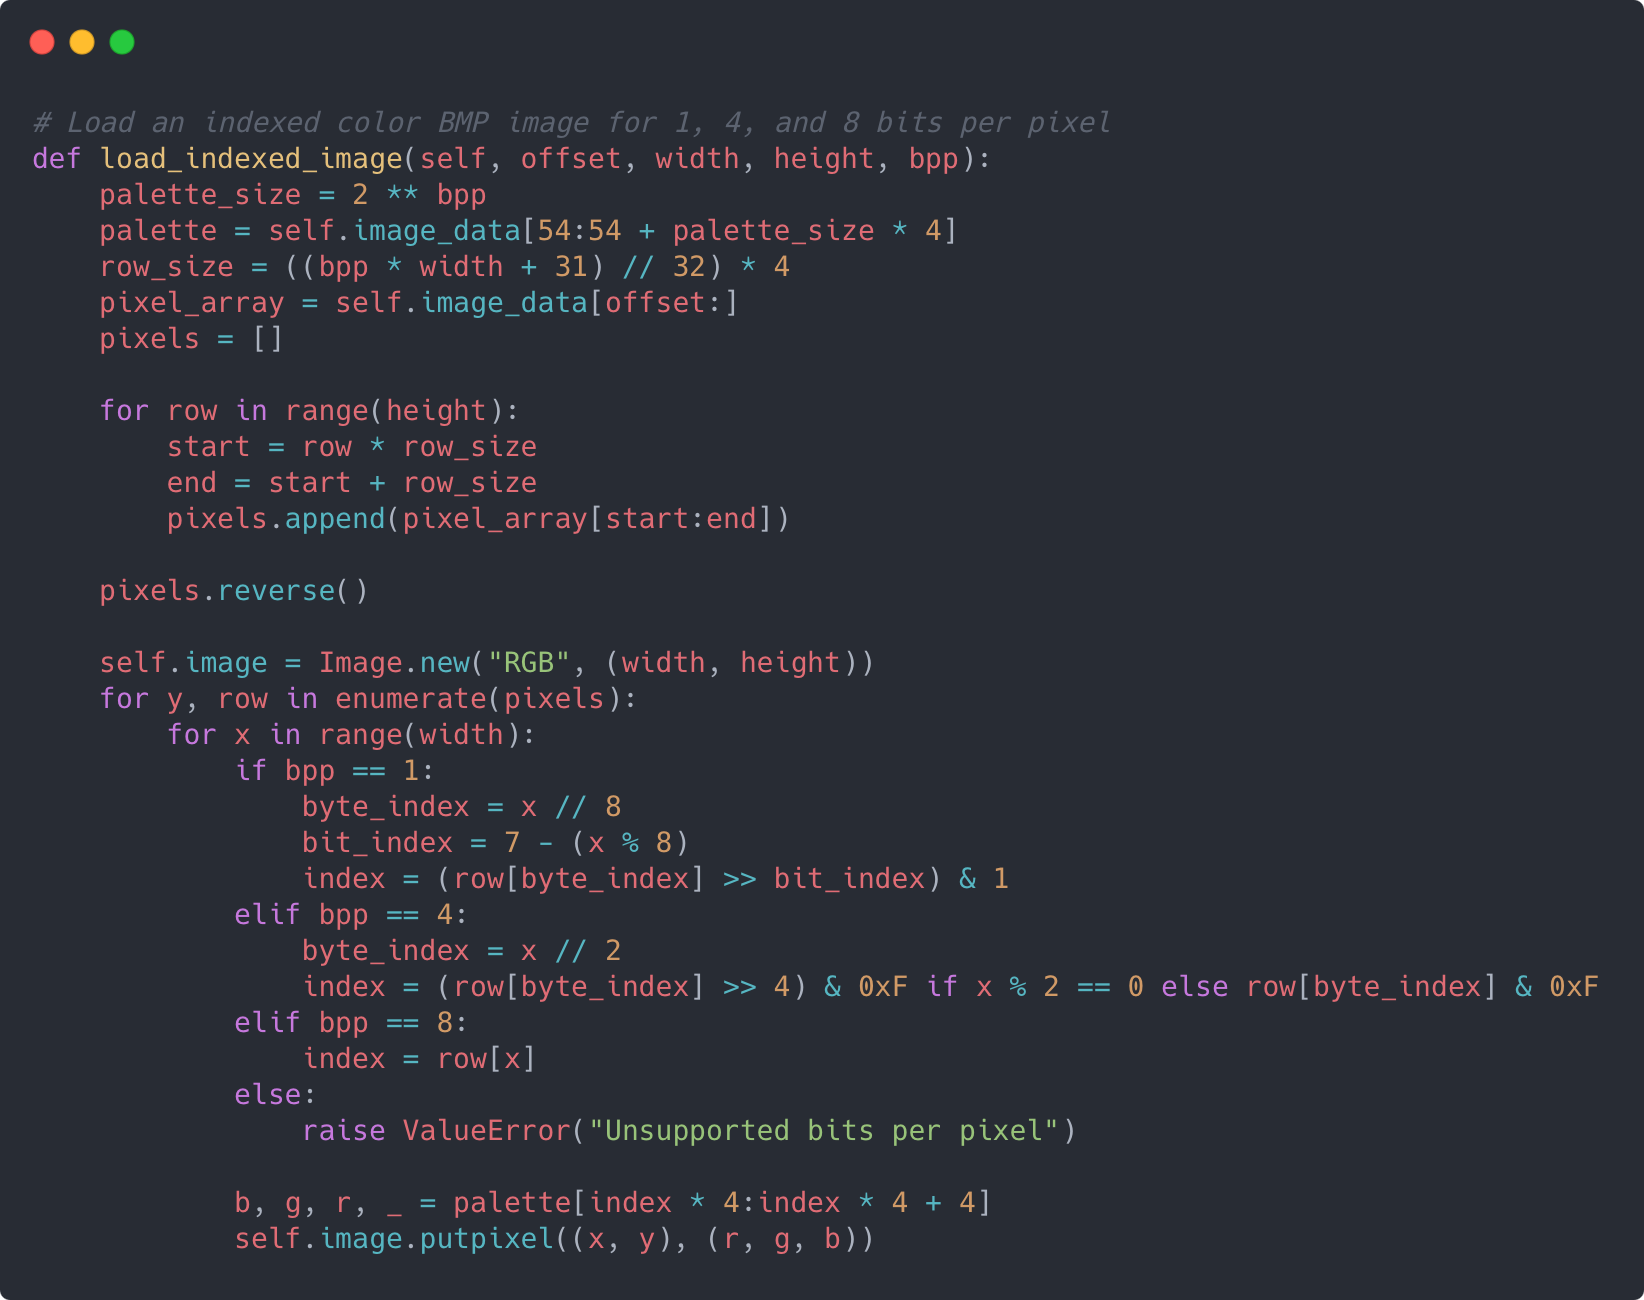 # Load an indexed color BMP image for 1, 4, and 8 bits per pixel
def load_indexed_image(self, offset, width, height, bpp):
    palette_size = 2 ** bpp
    palette = self.image_data[54:54 + palette_size * 4]
    row_size = ((bpp * width + 31) // 32) * 4
    pixel_array = self.image_data[offset:]
    pixels = []

    for row in range(height):
        start = row * row_size
        end = start + row_size
        pixels.append(pixel_array[start:end])

    pixels.reverse()

    self.image = Image.new("RGB", (width, height))
    for y, row in enumerate(pixels):
        for x in range(width):
            if bpp == 1:
                byte_index = x // 8
                bit_index = 7 - (x % 8)
                index = (row[byte_index] >> bit_index) & 1
            elif bpp == 4:
                byte_index = x // 2
                index = (row[byte_index] >> 4) & 0xF if x % 2 == 0 else row[byte_index] & 0xF
            elif bpp == 8:
                index = row[x]
            else:
                raise ValueError("Unsupported bits per pixel")

            b, g, r, _ = palette[index * 4:index * 4 + 4]
            self.image.putpixel((x, y), (r, g, b))